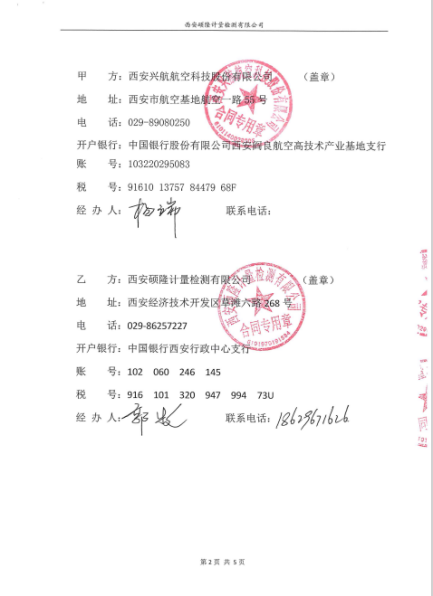 西安硕隆计量检测有限公司
甲 方：西安兴航航空科技股份有限公司 （盖章）
地 址：西安市航空基地航空一路 55 号
电 话：029-89080250
开户银行：中国银行股份有限公司西安阎良航空高技术产业基地支行
账 号：103220295083
税 号：91610 13757 84479 68F
经 办 人：
联系电话：
合同专用章
乙 方：西安硕隆计量检测有限公司 （盖章）
地 址：西安经济技术开发区草滩六路 268 号
电 话：029-86257227
开户银行：中国银行西安行政中心支行
账 号：102 060 246 145
税 号：916 101 320 947 994 73U
经 办 人：
联系电话：18629671626
合同专用章
第 2 页 共 5 页